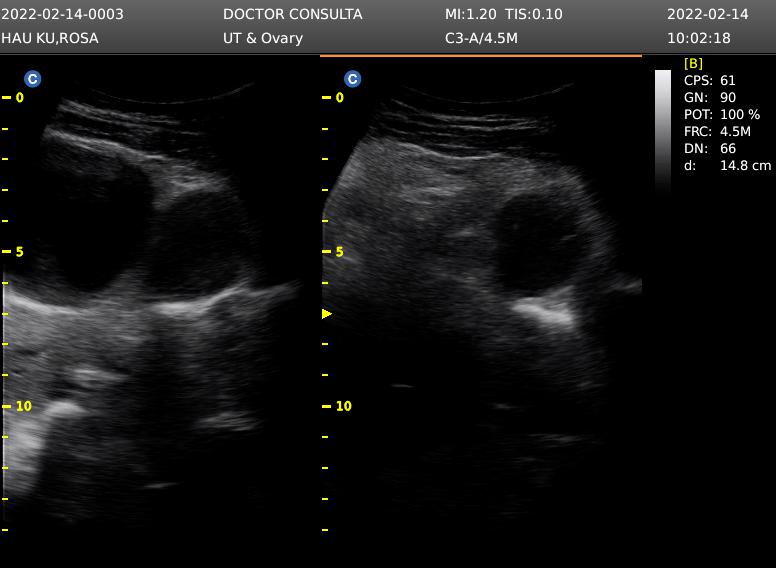 2022-02-14-0003 DOCTOR CONSULTA MI:1.20 TIS:0.10 2022-02-14
HAU KU,ROSA UT & Ovary C3-A/4.5M 10:02:18
[B]
CPS: 61
GN: 90
POT: 100 %
FRC: 4.5M
DN: 66
d: 14.8 cm
C C
0 0
5 5
10 10